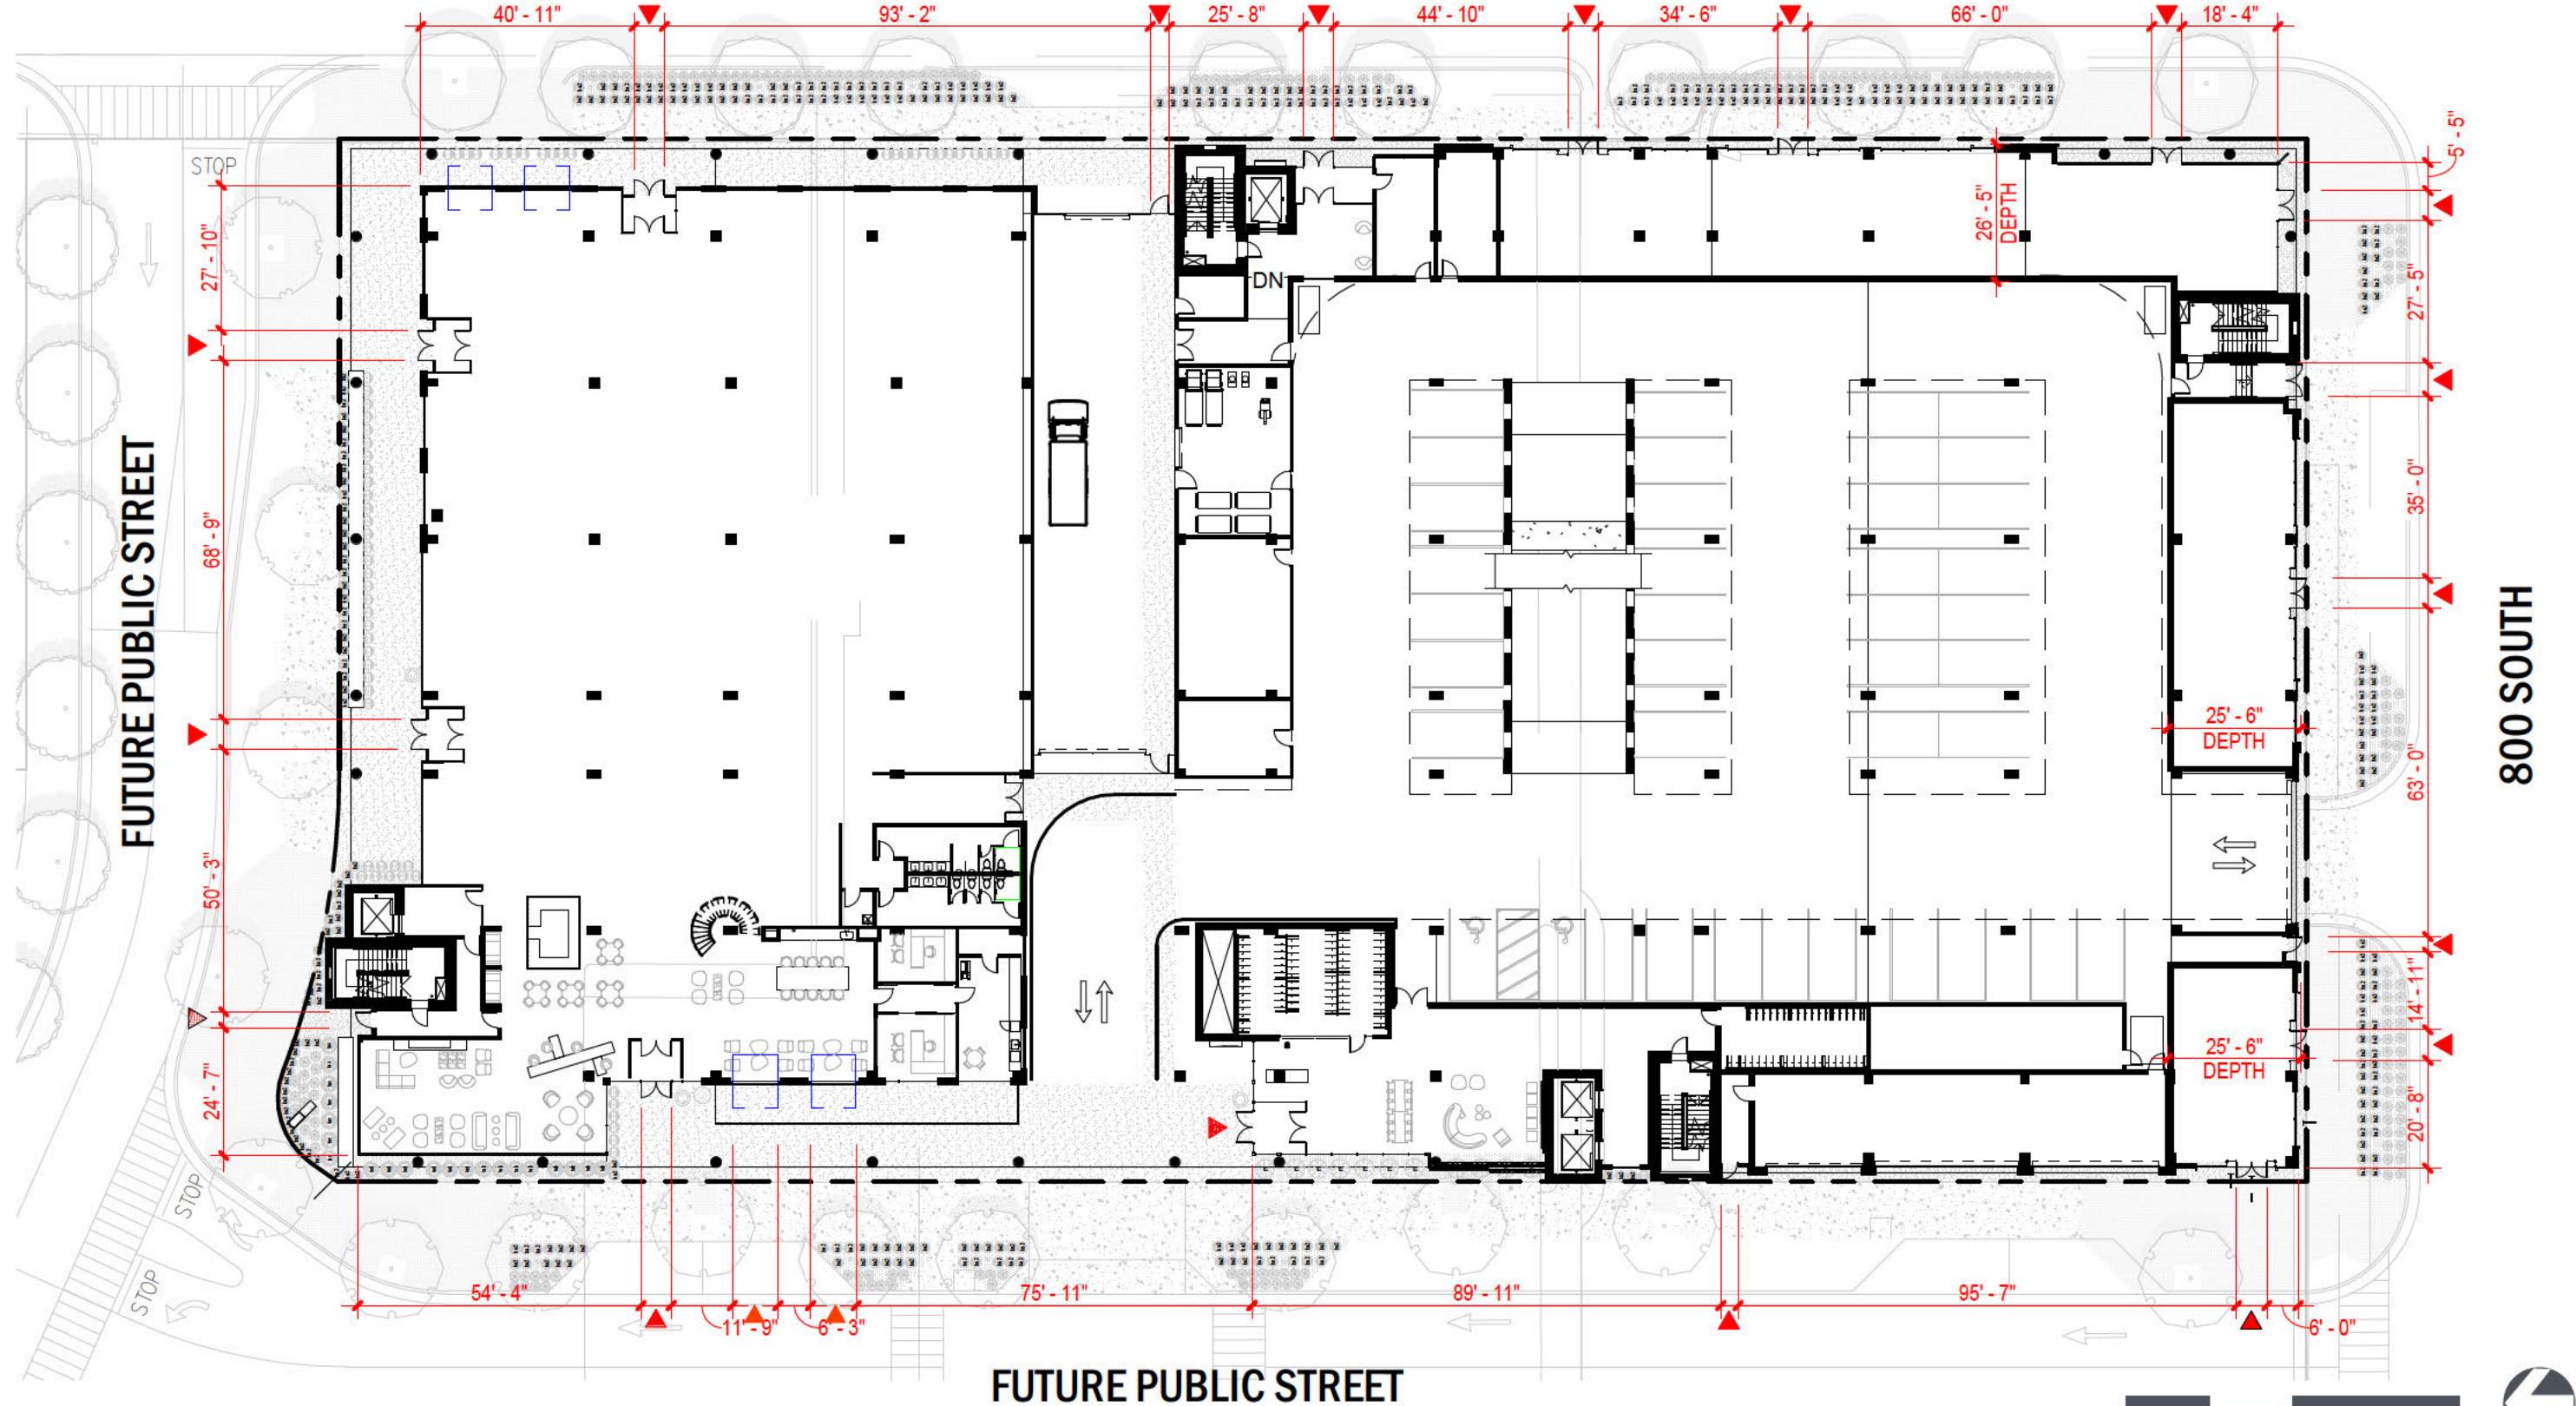 40' - 11"
93' - 2"
25' - 8"
44' - 10"
34' - 6"
66' - 0"
18' - 4"
5' - 5"
STOP
26' - 5"
DEPTH
27' - 10"
DN
27' - 5"
FUTURE PUBLIC STREET
68' - 9"
35' - 0"
800 SOUTH
25' - 6"
DEPTH
63' - 0"
50' - 3"
14' - 11"
25' - 6"
DEPTH
24' - 7"
20' - 8"
STOP
STOP
54' - 4"
11' - 9"
6' - 3"
75' - 11"
89' - 11"
95' - 7"
6' - 0"
FUTURE PUBLIC STREET